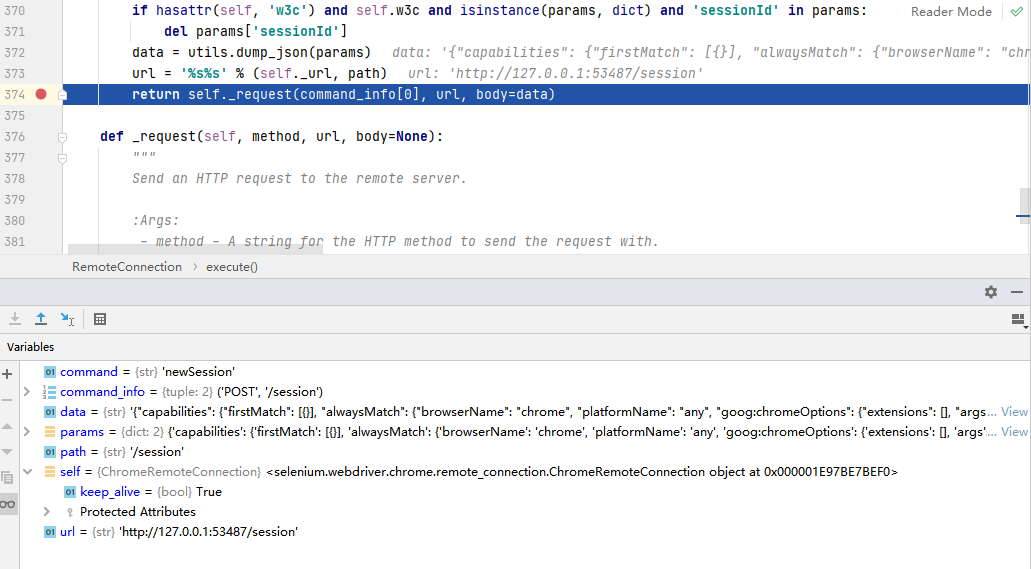 370 if hasattr(self, 'w3c') and self.w3c and isinstance(params, dict) and 'sessionId' in params: Reader Mode
371 del params['sessionId']
372 data = utils.dump_json(params) data: '{"capabilities": {"firstMatch": [{}], "alwaysMatch": {"browserName": "chr
373 url = '%s%s' % (self._url, path) url: 'http://127.0.0.1:53487/session'
374 return self._request(command_info[0], url, body=data)
375
376 def _request(self, method, url, body=None):
377 """
378 Send an HTTP request to the remote server.
379
380 :Args:
381 - method - A string for the HTTP method to send the request with.
RemoteConnection › execute()
Variables
command = {str} 'newSession'
command_info = {tuple: 2} ('POST', '/session')
data = {str} '{"capabilities": {"firstMatch": [{}], "alwaysMatch": {"browserName": "chrome", "platformName": "any", "goog:chromeOptions": {"extensions": [], "args... View
params = {dict: 2} {'capabilities': {'firstMatch': [{}], 'alwaysMatch': {'browserName': 'chrome', 'platformName': 'any', 'goog:chromeOptions': {'extensions': [], 'args'... View
path = {str} '/session'
self = {ChromeRemoteConnection} <selenium.webdriver.chrome.remote_connection.ChromeRemoteConnection object at 0x000001E97BE7BEF0>
keep_alive = {bool} True
Protected Attributes
url = {str} 'http://127.0.0.1:53487/session'